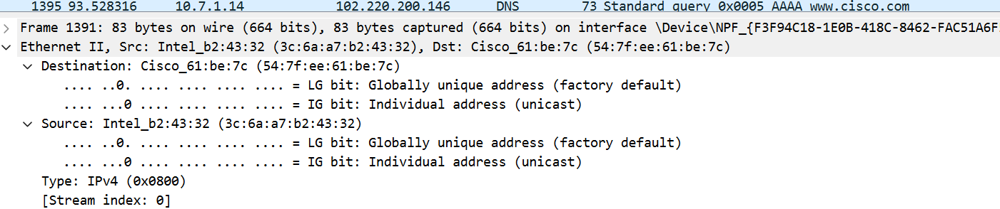 1395 93.528316 10.7.1.14 102.220.200.146 DNS 73 Standard query 0x0005 AAAA www.cisco.com
Frame 1391: 83 bytes on wire (664 bits), 83 bytes captured (664 bits) on interface \Device\NPF_{F3F94C18-1E0B-418C-8462-FAC51A6F
Ethernet II, Src: Intel_b2:43:32 (3c:6a:a7:b2:43:32), Dst: Cisco_61:be:7c (54:7f:ee:61:be:7c)
Destination: Cisco_61:be:7c (54:7f:ee:61:be:7c)
.... ..0. .... .... .... .... = LG bit: Globally unique address (factory default)
.... ...0 .... .... .... .... = IG bit: Individual address (unicast)
Source: Intel_b2:43:32 (3c:6a:a7:b2:43:32)
.... ..0. .... .... .... .... = LG bit: Globally unique address (factory default)
.... ...0 .... .... .... .... = IG bit: Individual address (unicast)
Type: IPv4 (0x0800)
[Stream index: 0]